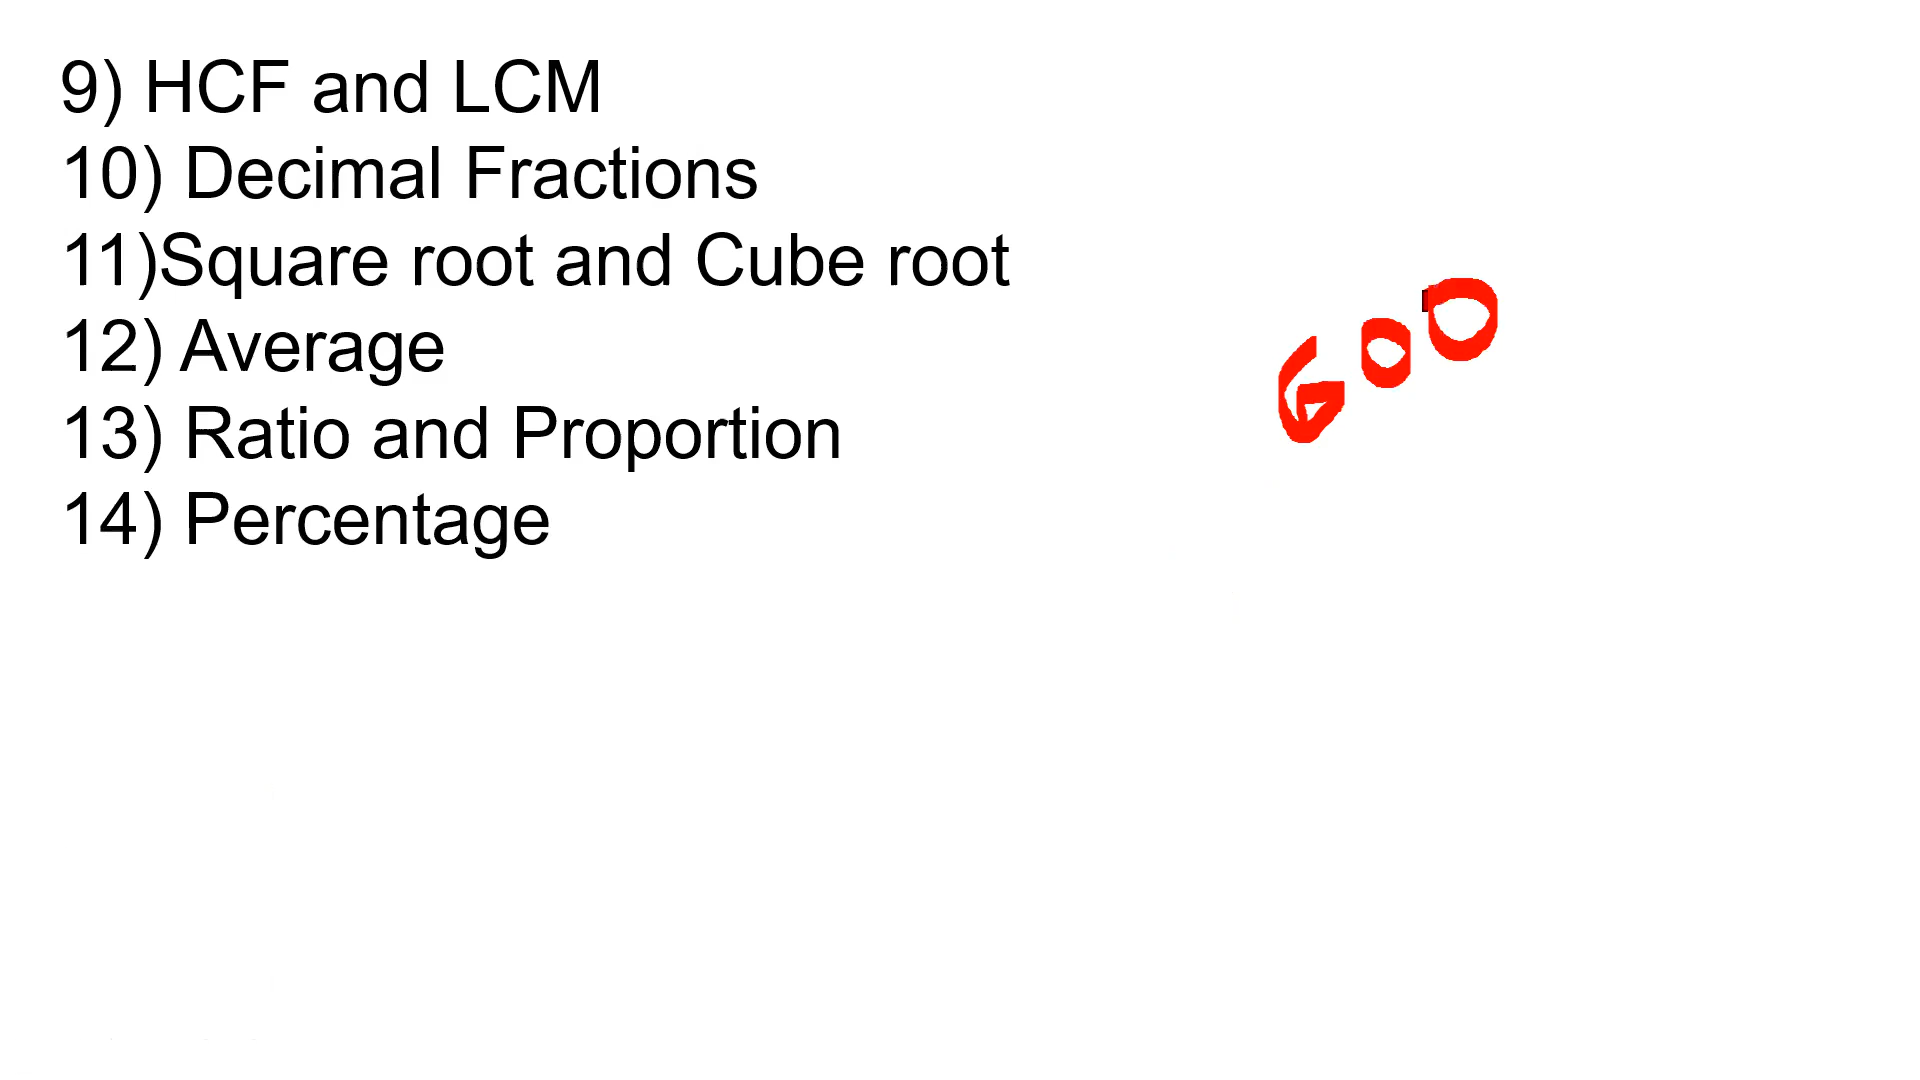 9) HCF and LCM
10) Decimal Fractions
11)Square root and Cube root
12) Average
13) Ratio and Proportion
14) Percentage
600